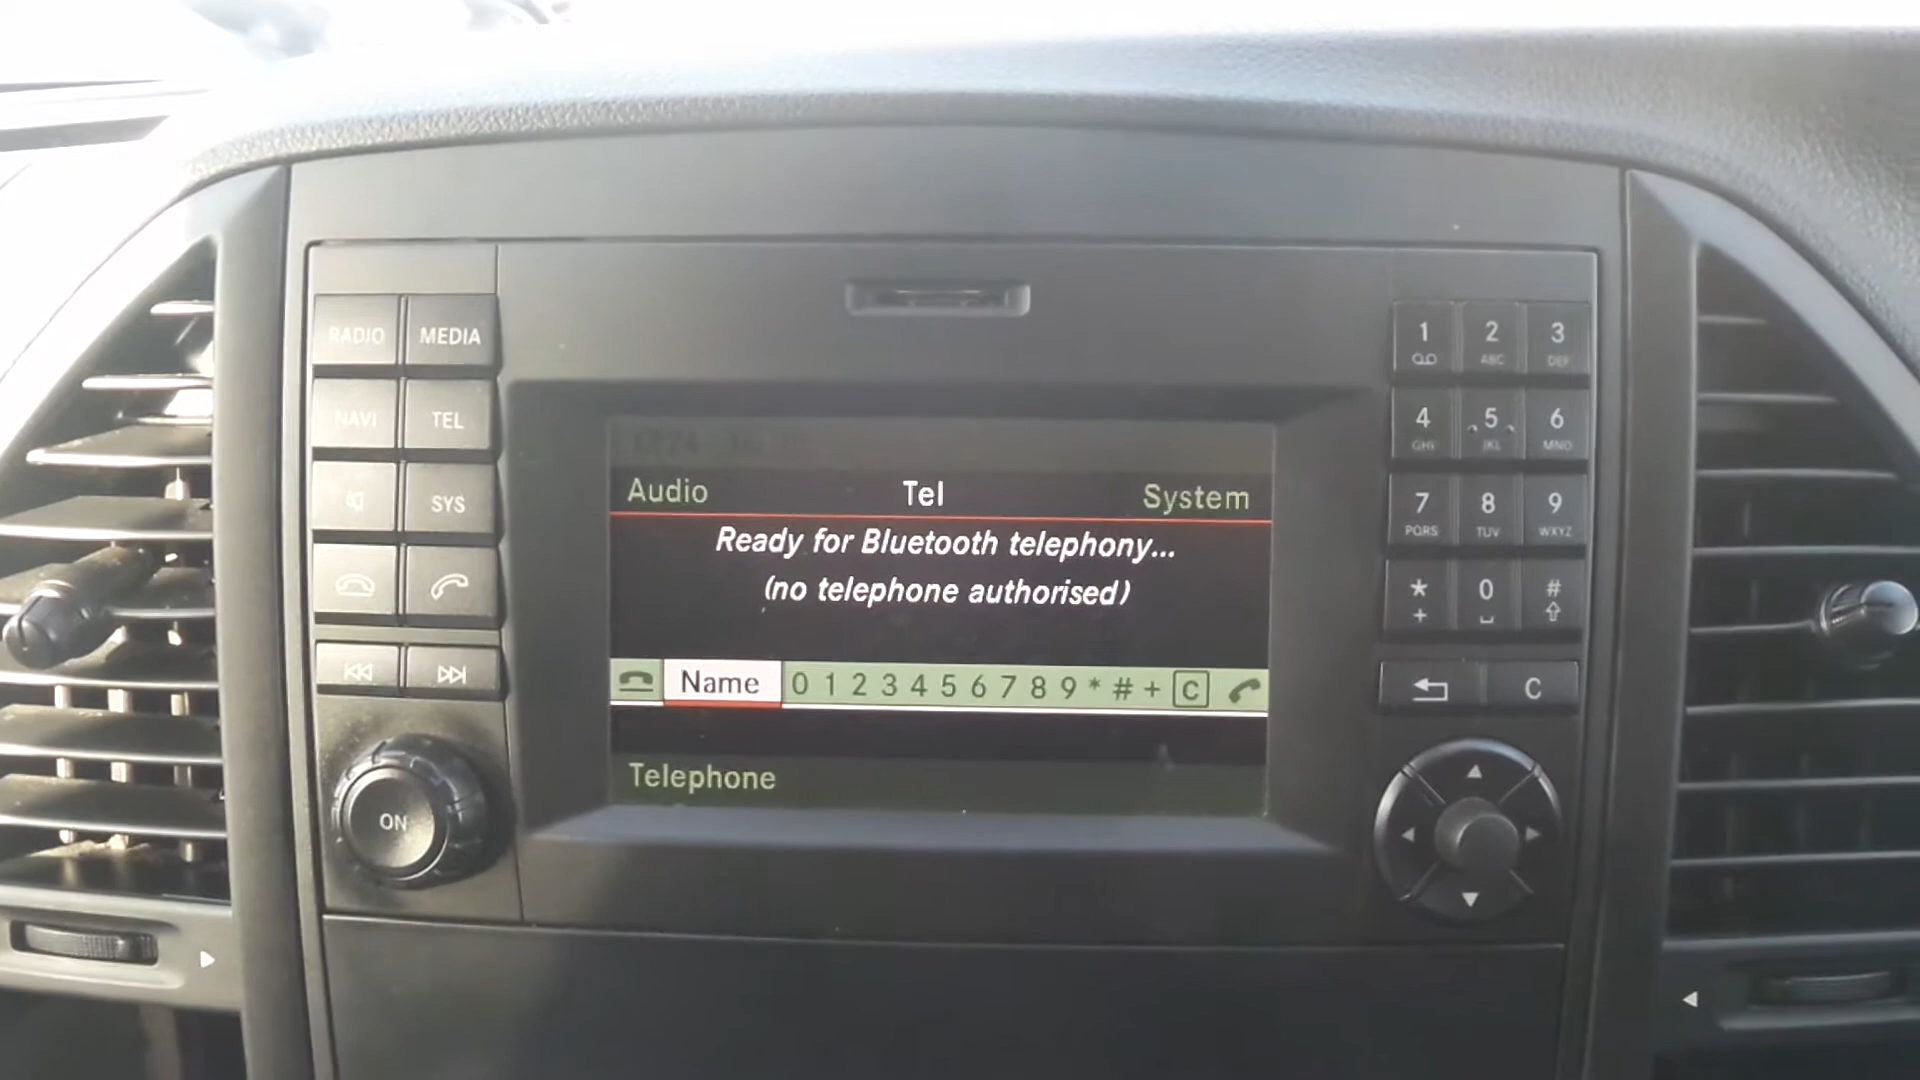 RADIO MEDIA
NAVI TEL
SYS
ON
Audio Tel System
Ready for Bluetooth telephony...
(no telephone authorised)
Name 0 1 2 3 4 5 6 7 8 9 * # + C
Telephone
1 2 3
ABC DEF
4 5 6
GHI JKL MNO
7 8 9
PQRS TUV WXYZ
* 0 #
+
C